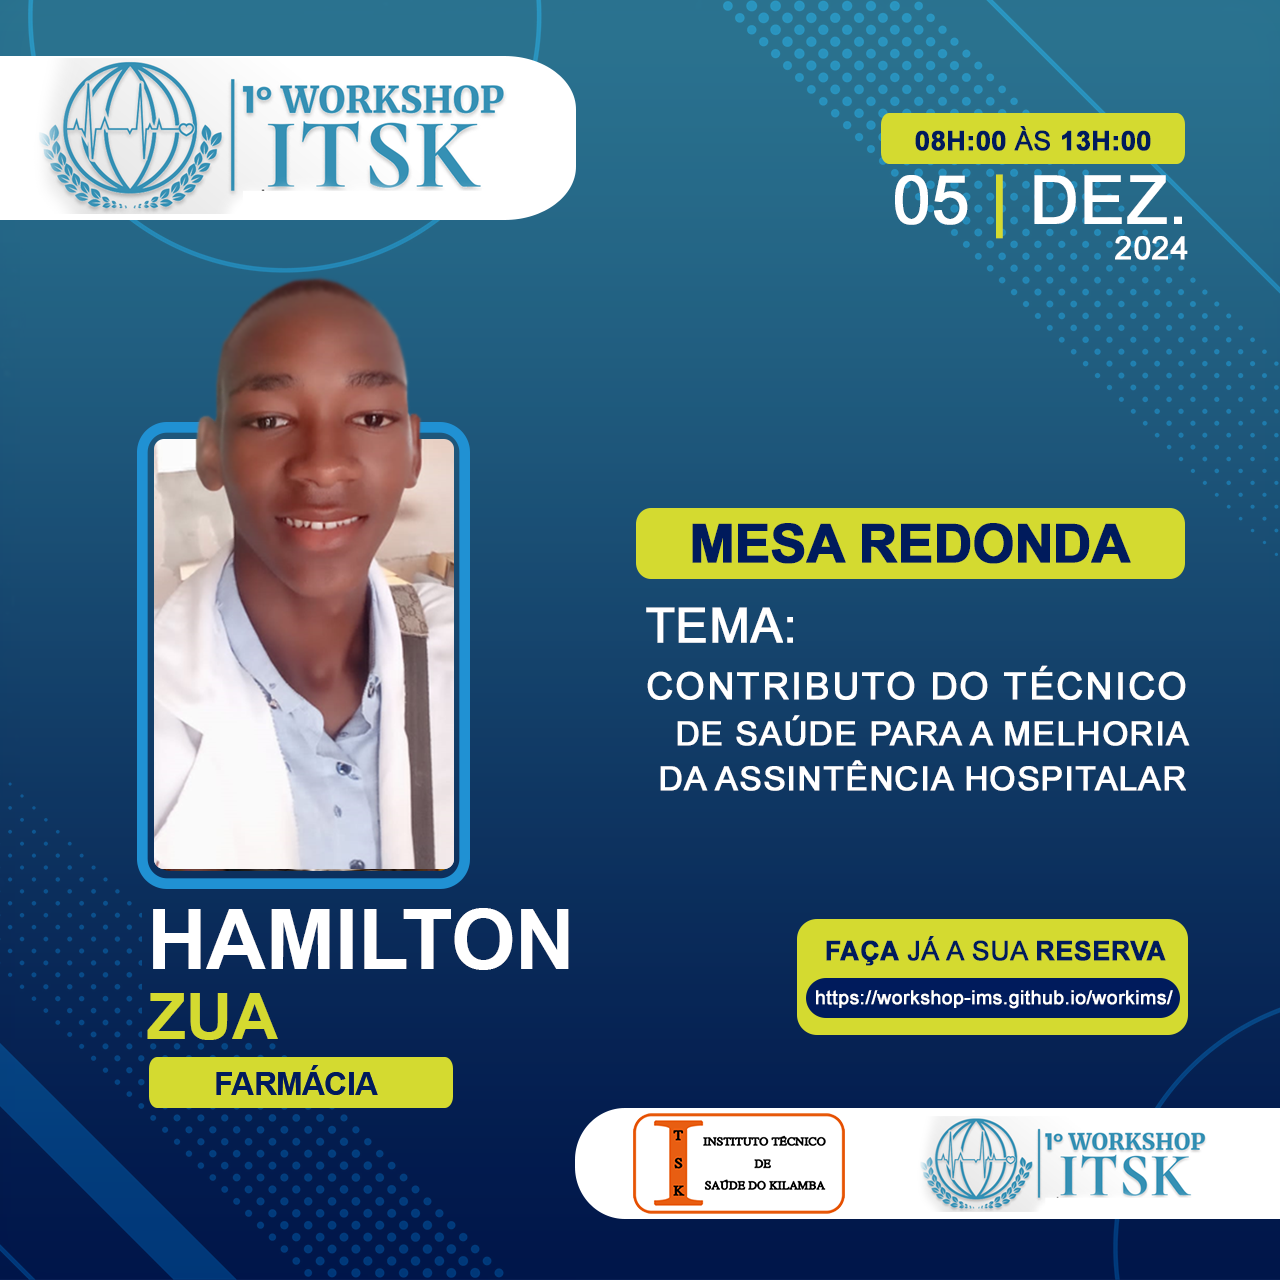 1º WORKSHOP
ITSK
08H:00 ÀS 13H:00
05 | DEZ.
2024
MESA REDONDA
TEMA:
CONTRIBUTO DO TÉCNICO
DE SAÚDE PARA A MELHORIA
DA ASSINTÊNCIA HOSPITALAR
HAMILTON
ZUA
FARMÁCIA
FAÇA JÁ A SUA RESERVA
https://workshop-ims.github.io/workims/
ITSK
INSTITUTO TÉCNICO
DE
SAÚDE DO KILAMBA
1º WORKSHOP
ITSK